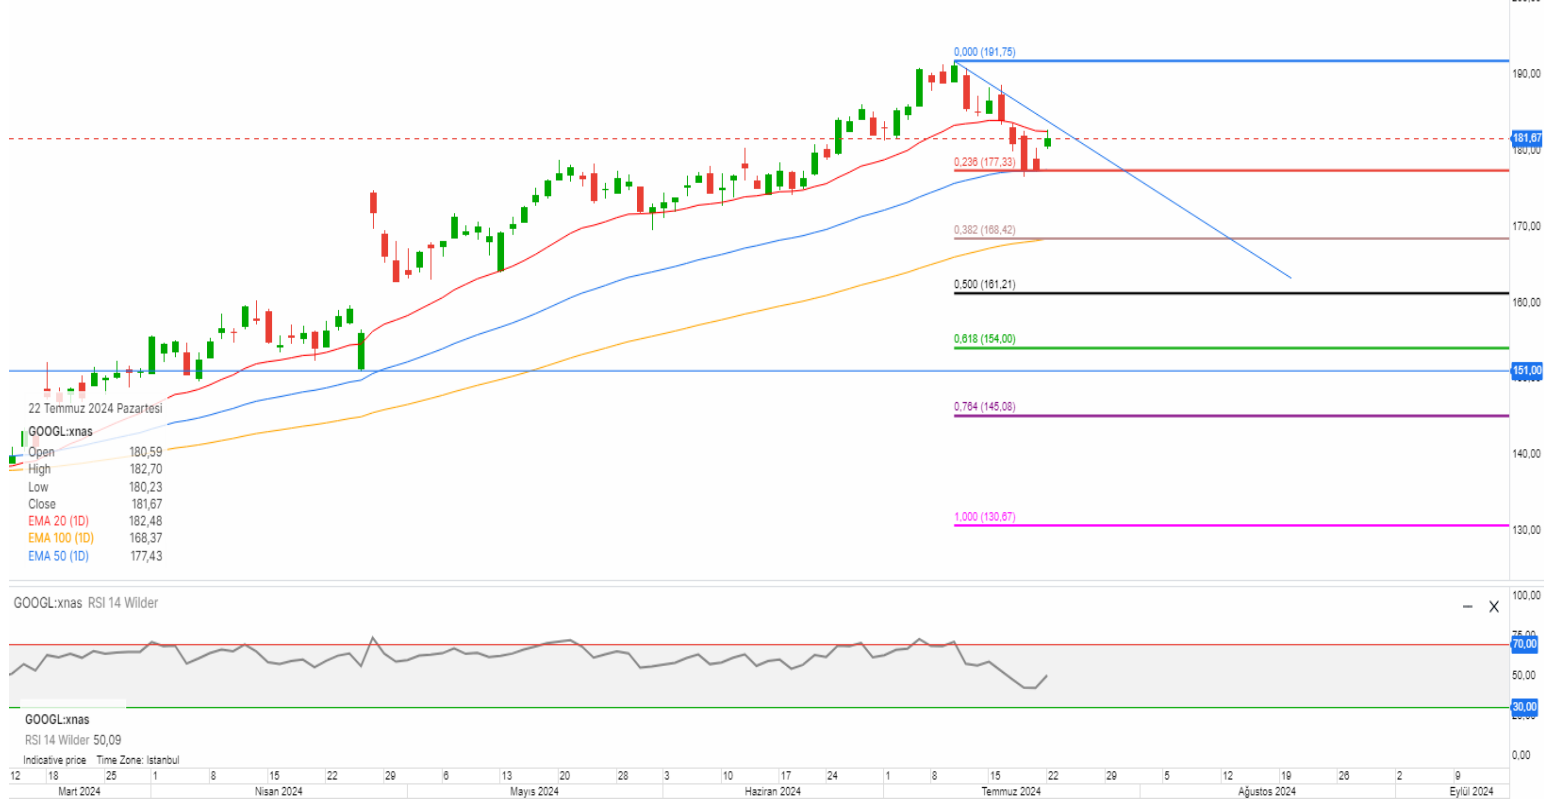 0,000 (191,75)
190,00
181,67
180,00
0,236 (177,33)
170,00
0,382 (168,42)
0,500 (161,21)
160,00
0,618 (154,00)
151,00
0,764 (145,08)
140,00
1,000 (130,67)
130,00
22 Temmuz 2024 Pazartesi
GOOGL:xnas
Open 180,59
High 182,70
Low 180,23
Close 181,67
EMA 20 (1D) 182,48
EMA 100 (1D) 168,37
EMA 50 (1D) 177,43
GOOGL:xnas RSI 14 Wilder
100,00
75,00
70,00
50,00
30,00
0,00
GOOGL:xnas
RSI 14 Wilder 50,09
Indicative price Time Zone: Istanbul
12 18 25 1 8 15 22 29 6 13 20 28 3 10 17 24 1 8 15 22 29 5 12 19 26 2 9
Mart 2024 Nisan 2024 Mayıs 2024 Haziran 2024 Temmuz 2024 Ağustos 2024 Eylül 2024